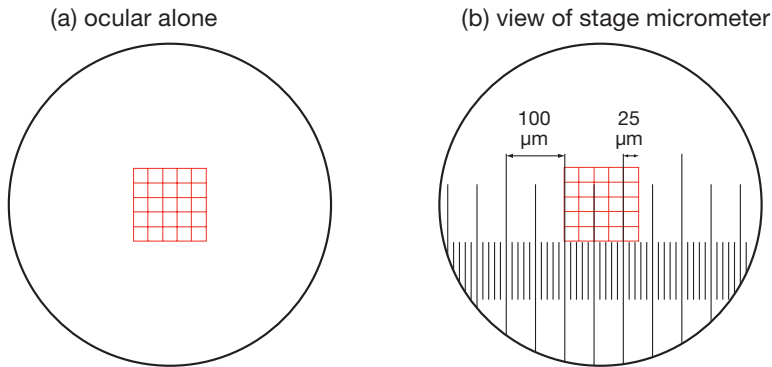 (a) ocular alone
(b) view of stage micrometer
100
µm
25
µm